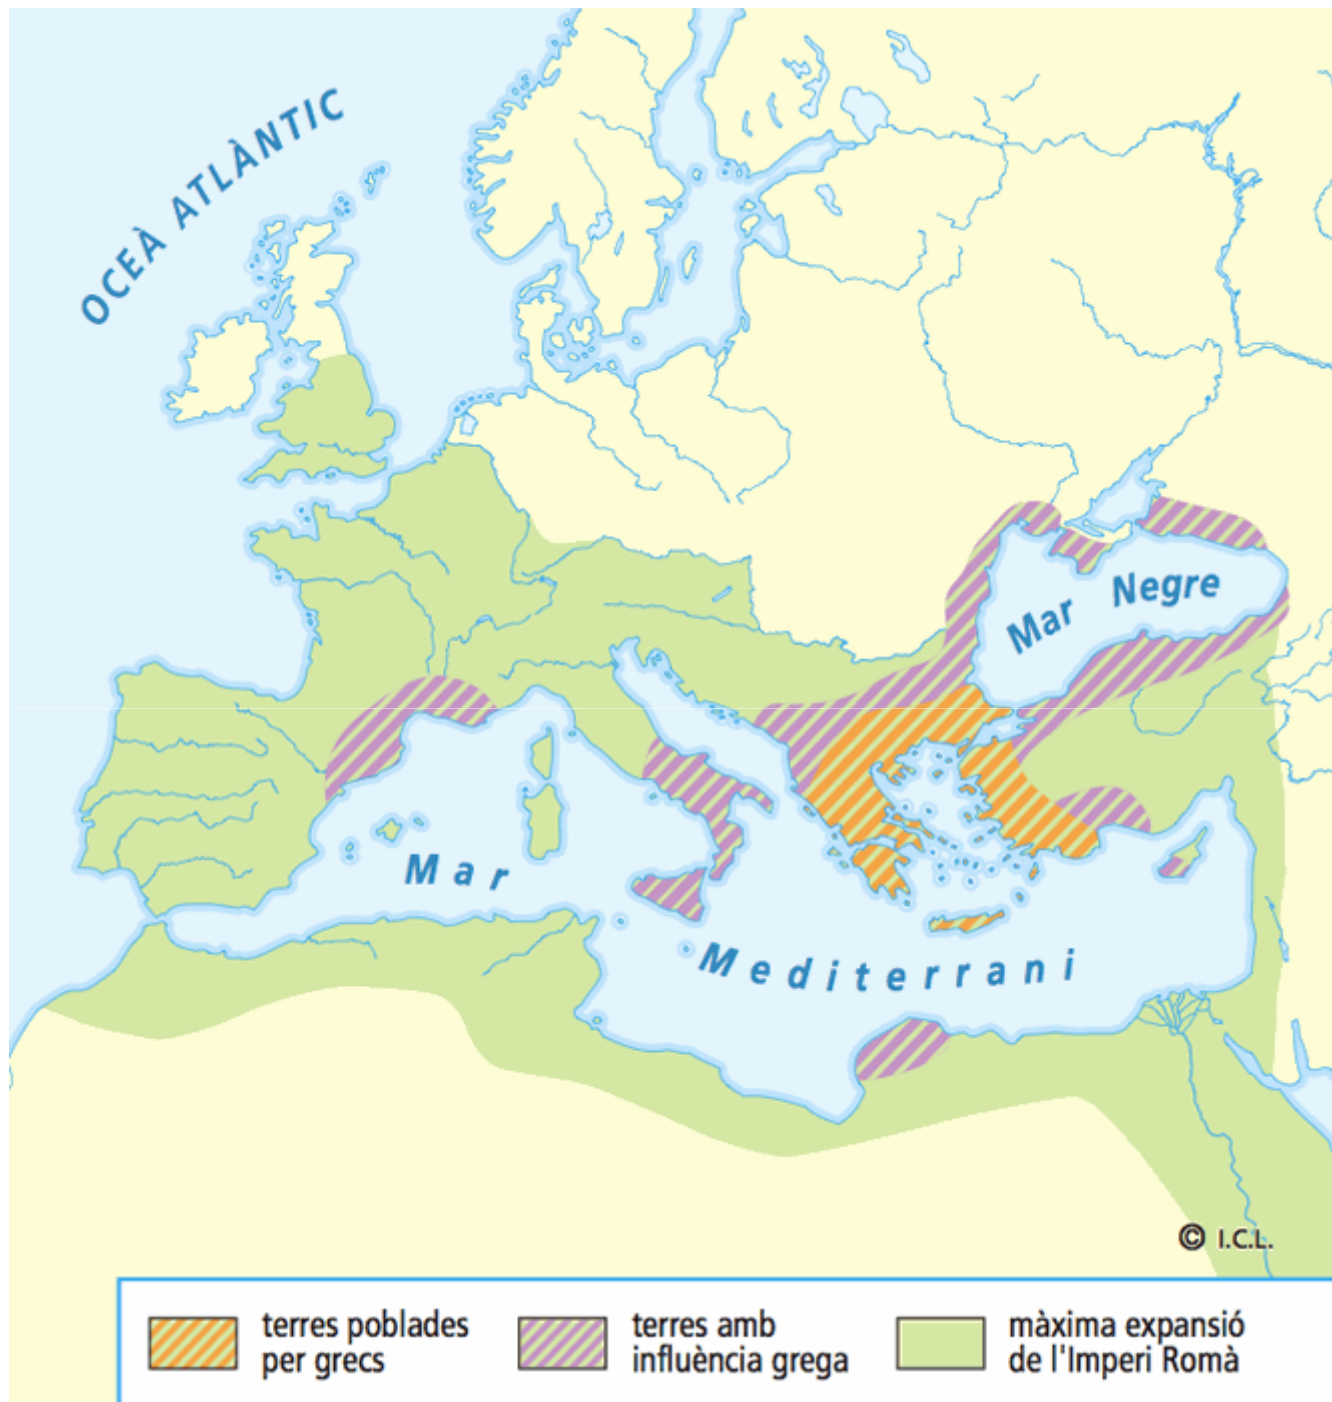 OCEÀ ATLÀNTIC
Mar Negre
Mar
Mediterrani
© I.C.L.
terres poblades
per grecs
terres amb
influència grega
màxima expansió
de l'Imperi Romà